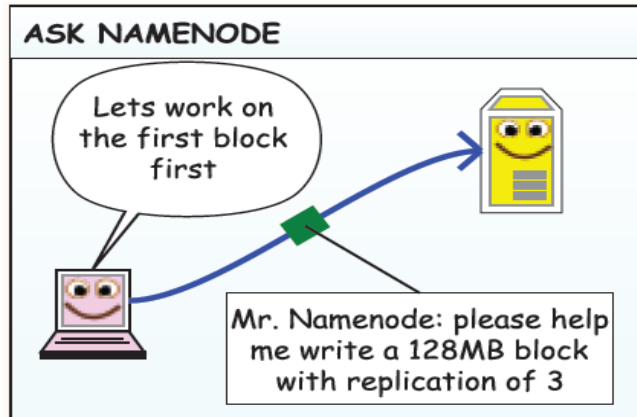 ASK NAMENODE
Lets work on
the first block
first
Mr. Namenode: please help
me write a 128MB block
with replication of 3